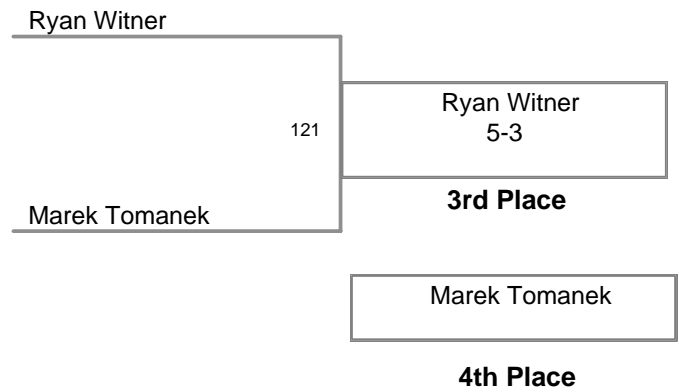 Ryan Witner
Ryan Witner
121
5-3
3rd Place
Marek Tomanek
Marek Tomanek
4th Place